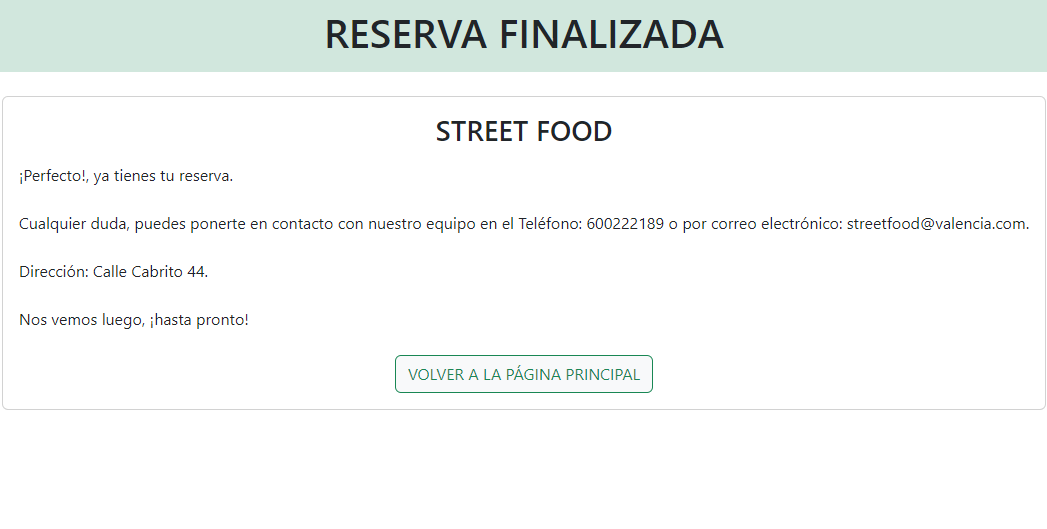 RESERVA FINALIZADA
STREET FOOD
¡Perfecto!, ya tienes tu reserva.
Cualquier duda, puedes ponerte en contacto con nuestro equipo en el Teléfono: 600222189 o por correo electrónico: streetfood@valencia.com.
Dirección: Calle Cabrito 44.
Nos vemos luego, ¡hasta pronto!
VOLVER A LA PÁGINA PRINCIPAL